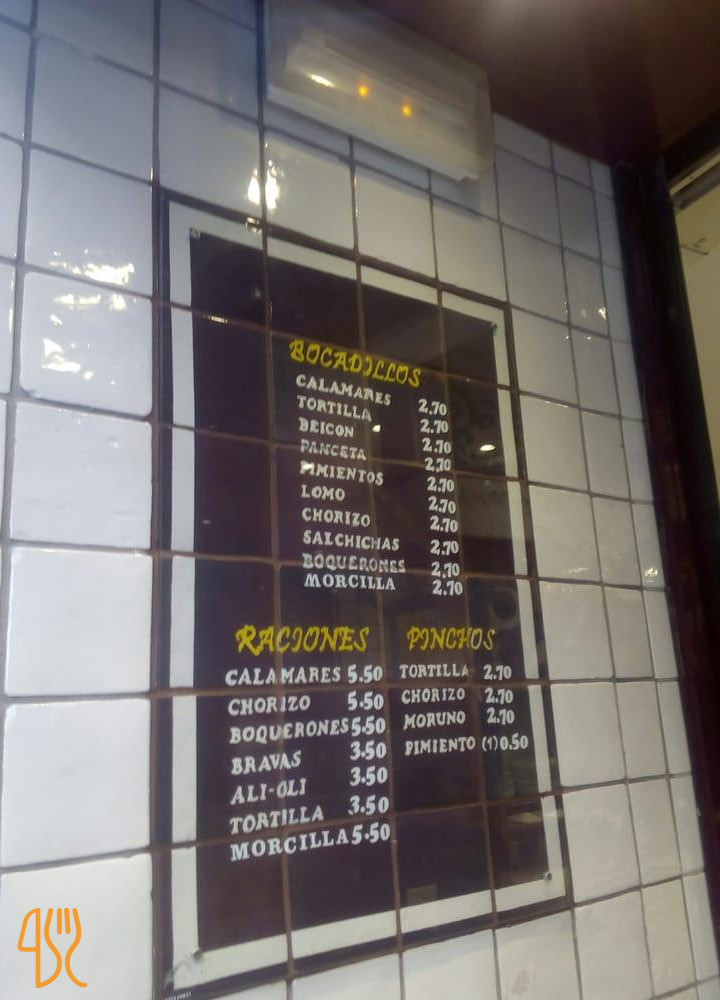 BOCADILLOS
CALAMARES 2.70
TORTILLA 2.70
BEICON 2.70
PANCETA 2.70
PIMIENTOS 2.70
LOMO 2.70
CHORIZO 2.70
SALCHICHAS 2.70
BOQUERONES 2.70
MORCILLA 2.70
RACIONES
CALAMARES 5.50
CHORIZO 5.50
BOQUERONES 5.50
BRAVAS 3.50
ALI-OLI 3.50
TORTILLA 3.50
MORCILLA 5.50
PINCHOS
TORTILLA 2.70
CHORIZO 2.70
MORUNO 2.70
PIMIENTO (1) 0.50